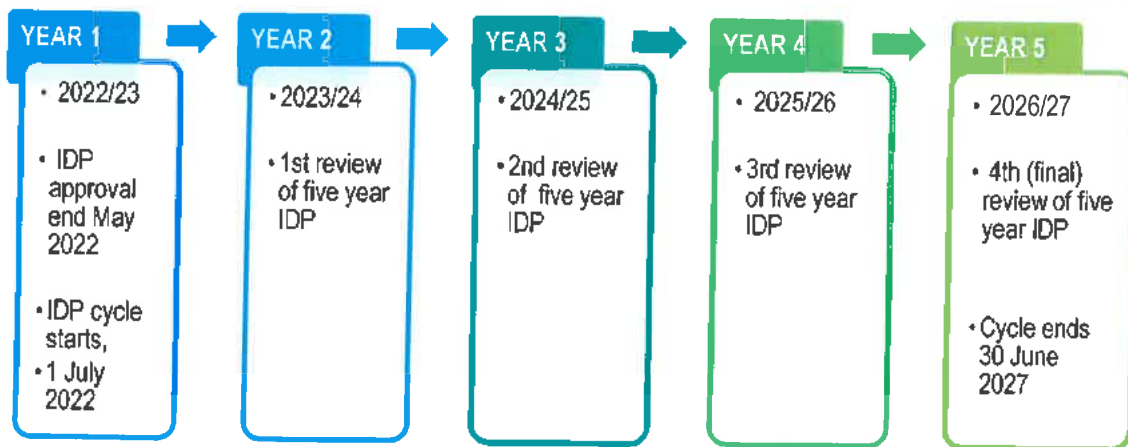 YEAR 1
• 2022/23
• IDP
approval
end May
2022
• IDP cycle
starts,
• 1 July
2022
YEAR 2
• 2023/24
• 1st review
of five year
IDP
YEAR 3
• 2024/25
• 2nd review
of five year
IDP
YEAR 4
• 2025/26
• 3rd review
of five year
IDP
YEAR 5
• 2026/27
• 4th (final)
review of five
year IDP
• Cycle ends
30 June
2027